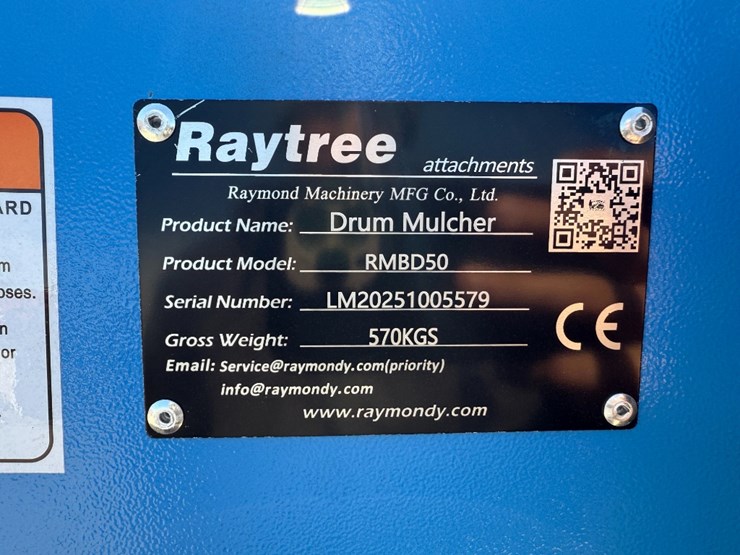 Raytree attachments
Raymond Machinery MFG Co., Ltd.
Product Name: Drum Mulcher
Product Model: RMBD50
Serial Number: LM20251005579
Gross Weight: 570KGS
CE
Email: Service@raymondy.com(priority)
info@raymondy.com
www.raymondy.com
ARD
m
oses.
n
or